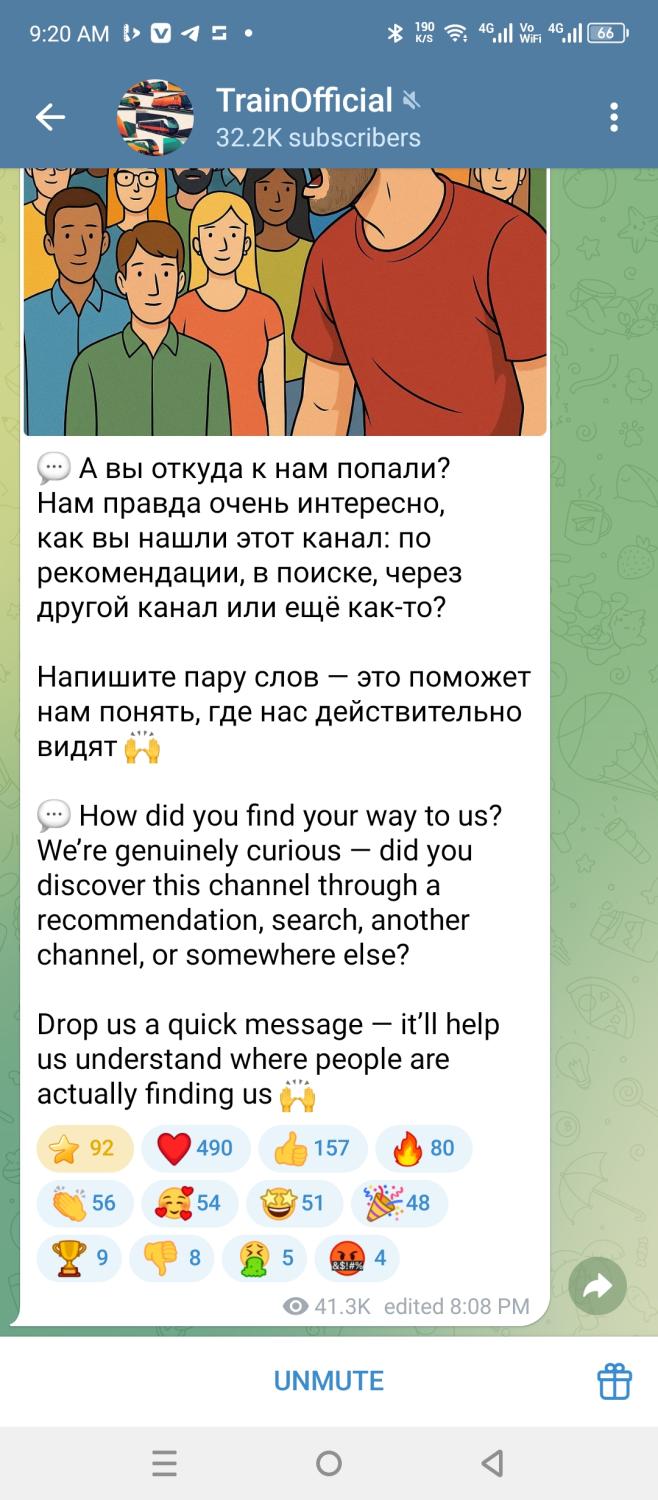 9:20 AM
190 K/S 4G Vo WiFi 4G 66
TrainOfficial
32.2K subscribers
💬 А вы откуда к нам попали?
Нам правда очень интересно,
как вы нашли этот канал: по
рекомендации, в поиске, через
другой канал или ещё как-то?
Напишите пару слов — это поможет
нам понять, где нас действительно
видят 🙌
💬 How did you find your way to us?
We’re genuinely curious — did you
discover this channel through a
recommendation, search, another
channel, or somewhere else?
Drop us a quick message — it’ll help
us understand where people are
actually finding us 🙌
⭐ 92 ❤️ 490 👍 157 🔥 80
👏 56 🥰 54 🤩 51 🎉 48
🏆 9 👎 8 🤮 5 🤬 4
41.3K edited 8:08 PM
UNMUTE